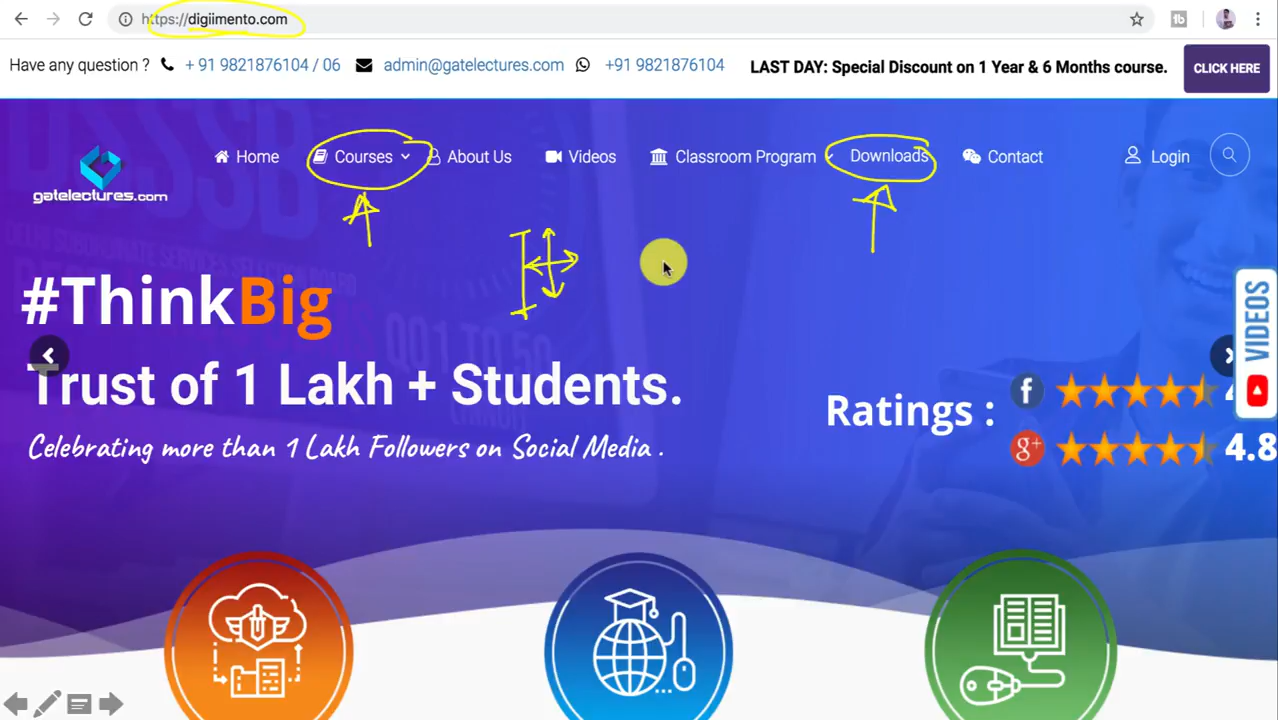 https://digiimento.com
Have any question ? + 91 9821876104 / 06 admin@gatelectures.com +91 9821876104 LAST DAY: Special Discount on 1 Year & 6 Months course. CLICK HERE
gatelectures.com
Home Courses About Us Videos Classroom Program Downloads Contact Login
#ThinkBig
Trust of 1 Lakh + Students.
Celebrating more than 1 Lakh Followers on Social Media .
Ratings :
4.8
VIDEOS